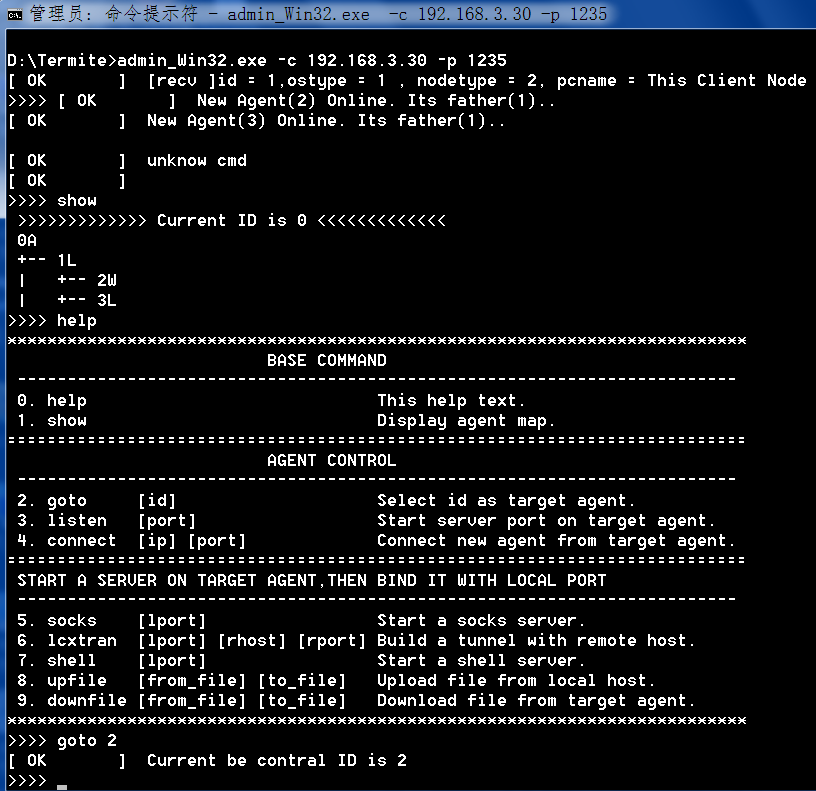 管理员: 命令提示符 - admin_Win32.exe  -c 192.168.3.30 -p 1235
D:\Termite>admin_Win32.exe -c 192.168.3.30 -p 1235
[ OK       ]  [recv ]id = 1,ostype = 1 , nodetype = 2, pcname = This Client Node
>>>> [ OK       ]  New Agent(2) Online. Its father(1)..
[ OK       ]  New Agent(3) Online. Its father(1)..
[ OK       ]  unknow cmd
[ OK       ]
>>>> show
 >>>>>>>>>>>>> Current ID is 0 <<<<<<<<<<<<<
 0A
 +-- 1L
 |   +-- 2W
 |   +-- 3L
>>>> help
**************************************************************************
                          BASE COMMAND
 ------------------------------------------------------------------------
 0. help                             This help text.
 1. show                             Display agent map.
==========================================================================
                          AGENT CONTROL
 ------------------------------------------------------------------------
 2. goto     [id]                    Select id as target agent.
 3. listen   [port]                  Start server port on target agent.
 4. connect  [ip] [port]             Connect new agent from target agent.
==========================================================================
 START A SERVER ON TARGET AGENT,THEN BIND IT WITH LOCAL PORT
 ------------------------------------------------------------------------
 5. socks    [lport]                 Start a socks server.
 6. lcxtran  [lport] [rhost] [rport] Build a tunnel with remote host.
 7. shell    [lport]                 Start a shell server.
 8. upfile   [from_file] [to_file]   Upload file from local host.
 9. downfile [from_file] [to_file]   Download file from target agent.
**************************************************************************
>>>> goto 2
[ OK       ]  Current be contral ID is 2
>>>> _